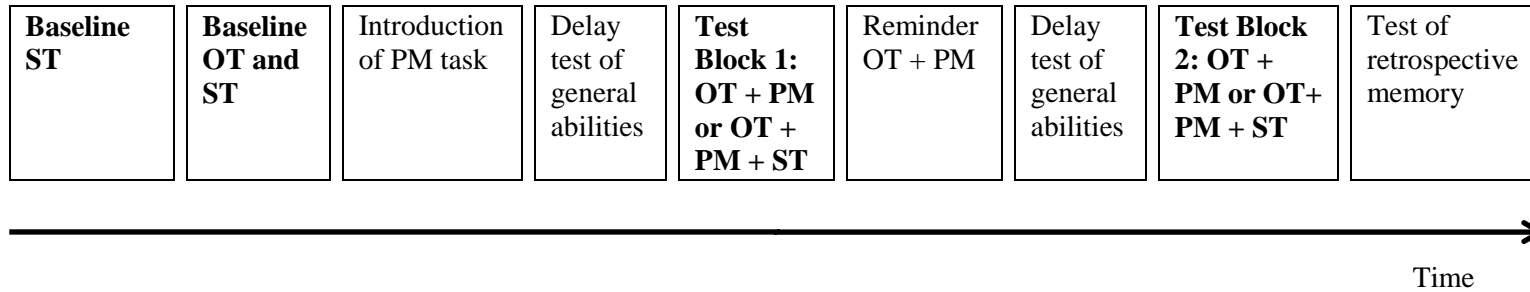 Baseline
ST
Baseline
OT and
ST
Introduction
of PM task
Delay
test of
general
abilities
Test
Block 1:
OT + PM
or OT +
PM + ST
Reminder
OT + PM
Delay
test of
general
abilities
Test Block
2: OT +
PM or OT+
PM + ST
Test of
retrospective
memory
Time